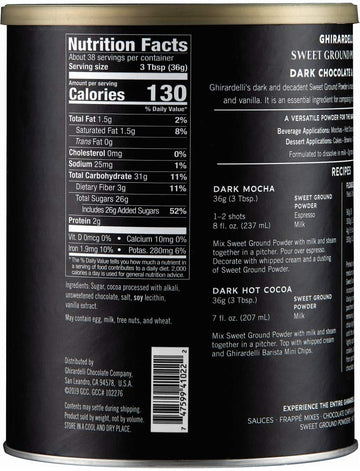 Nutrition Facts
About 38 servings per container
Serving size 3 Tbsp (36g)
Amount per serving
Calories 130
% Daily Value*
Total Fat 1.5g 2%
Saturated Fat 1.5g 8%
Trans Fat 0g
Cholesterol 0mg 0%
Sodium 25mg 1%
Total Carbohydrate 31g 11%
Dietary Fiber 3g 11%
Total Sugars 26g
Includes 26g Added Sugars 52%
Protein 2g
Vit. D 0mcg 0% • Calcium 10mg 0%
Iron 1.9mg 10% • Potas. 280mg 6%
* The % Daily Value tells you how much a nutrient in
a serving of food contributes to a daily diet. 2,000
calories a day is used for general nutrition advice.
Ingredients: Sugar, cocoa processed with alkali,
unsweetened chocolate, salt, soy lecithin,
vanilla extract.
May contain egg, milk, tree nuts, and wheat.
Distributed by
Ghirardelli Chocolate Company,
San Leandro, CA 94578, U.S.A.
©2019 GCC. GCC# 102276
Contents may settle during shipping.
Product sold by weight, not by volume.
STORE IN A COOL AND DRY PLACE.
7 47599 41022 2
GHIRARDELL
SWEET GROUND P
DARK CHOCOLATE &
Ghirardelli's dark and decadent Sweet Ground Powder is
and vanilla. It is an essential ingredient for
A VERSATILE POWDER FOR THE
Beverage Applications: Mochas • Hot
Dessert Applications: Cakes •
Formulated to dissolve in milk
RECIPES
DARK MOCHA
36g (3 Tbsp.) SWEET GROUND
POWDER
1–2 shots Espresso
8 fl. oz. (237 mL) Milk
Mix Sweet Ground Powder with milk and steam
together in a pitcher. Pour over espresso.
Decorate with whipped cream and a dusting
of Sweet Ground Powder.
DARK HOT COCOA
36g (3 Tbsp.) SWEET GROUND
POWDER
7 fl. oz. (207 mL) Milk
Mix Sweet Ground Powder with milk and steam
together in a pitcher. Top with whipped cream
and Ghirardelli Barista Mini Chips.
EXPERIENCE THE ENTIRE
SAUCES · FRAPPÉ MIXES · CHOCOLATE
SWEET GROUND POWDER